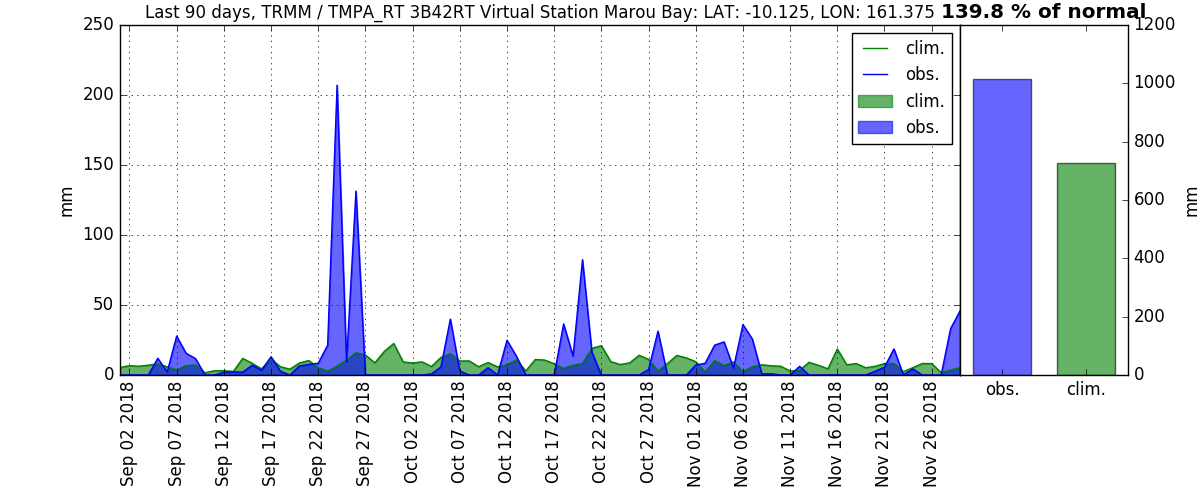 Last 90 days, TRMM / TMPA_RT 3B42RT Virtual Station Marou Bay: LAT: -10.125, LON: 161.375 139.8 % of normal
250
200
150
100
50
0
mm
clim.
obs.
clim.
obs.
1200
1000
800
600
400
200
0
mm
obs.
clim.
Sep 02 2018
Sep 07 2018
Sep 12 2018
Sep 17 2018
Sep 22 2018
Sep 27 2018
Oct 02 2018
Oct 07 2018
Oct 12 2018
Oct 17 2018
Oct 22 2018
Oct 27 2018
Nov 01 2018
Nov 06 2018
Nov 11 2018
Nov 16 2018
Nov 21 2018
Nov 26 2018